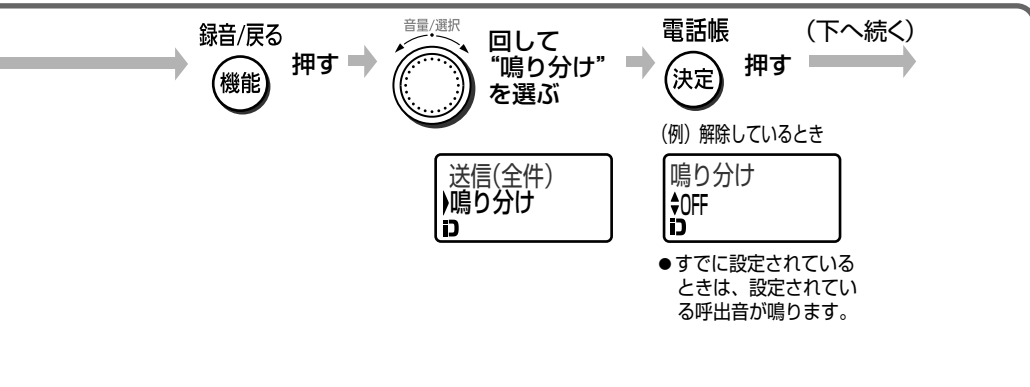 録音/戻る
機能
押す
音量/選択
回して
“鳴り分け”
を選ぶ
電話帳
決定
押す
(下へ続く)
送信(全件)
鳴り分け
(例) 解除しているとき
鳴り分け
OFF
●すでに設定されている
ときは、設定されてい
る呼出音が鳴ります。